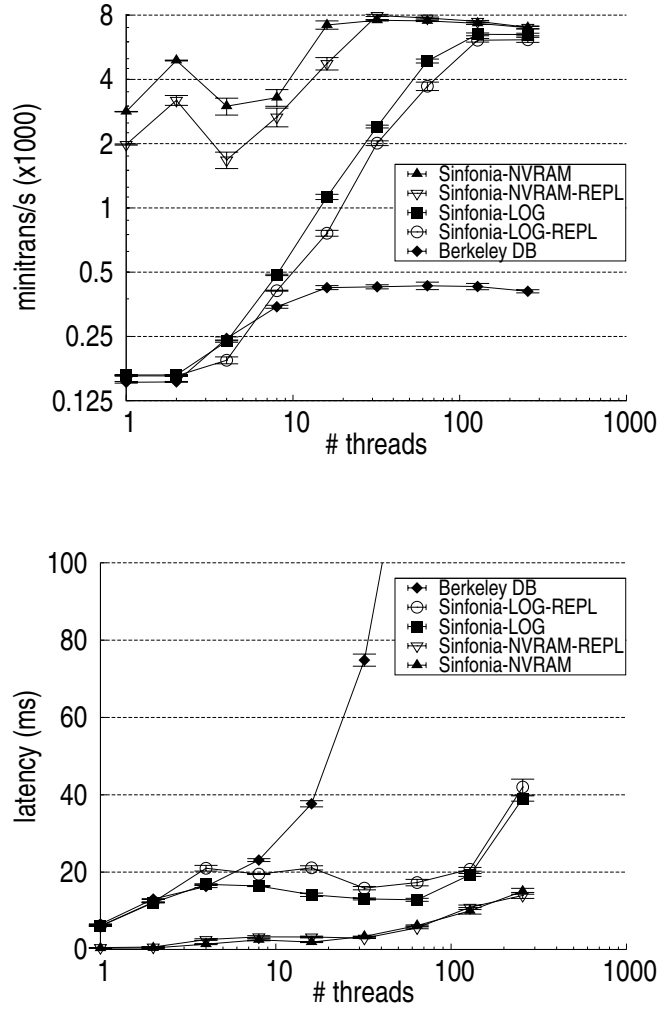 8
4
2
1
0.5
0.25
0.125
minitrans/s (x1000)
Sinfonia-NVRAM
Sinfonia-NVRAM-REPL
Sinfonia-LOG
Sinfonia-LOG-REPL
Berkeley DB
1 10 100 1000
# threads
100
80
60
40
20
0
latency (ms)
Berkeley DB
Sinfonia-LOG-REPL
Sinfonia-LOG
Sinfonia-NVRAM-REPL
Sinfonia-NVRAM
1 10 100 1000
# threads